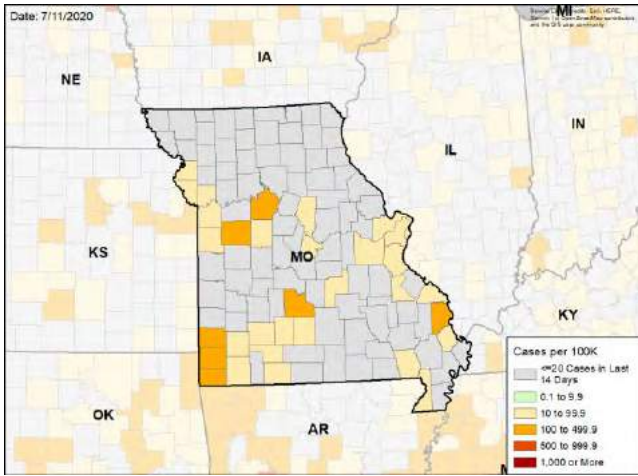 Date: 7/11/2020
MI
IA
NE
IL
IN
KS
MO
KY
OK
AR
Cases per 100K
<=20 Cases in Last
14 Days
0.1 to 9.9
10 to 99.9
100 to 499.9
500 to 999.9
1,000 or More